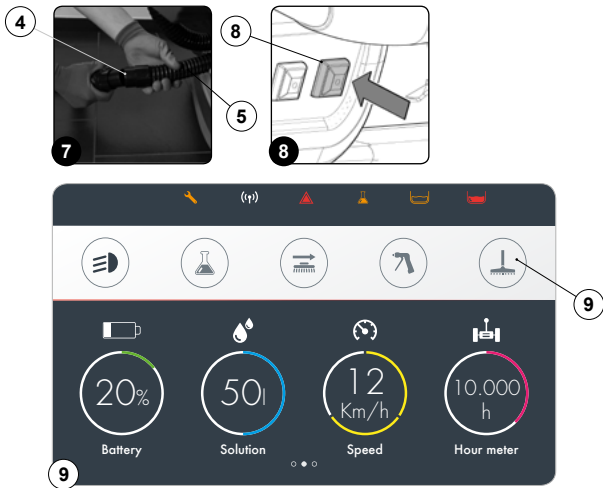 4
8
5
7
8
9
20%
50l
12
Km/h
10.000
h
Battery
Solution
Speed
Hour meter
9